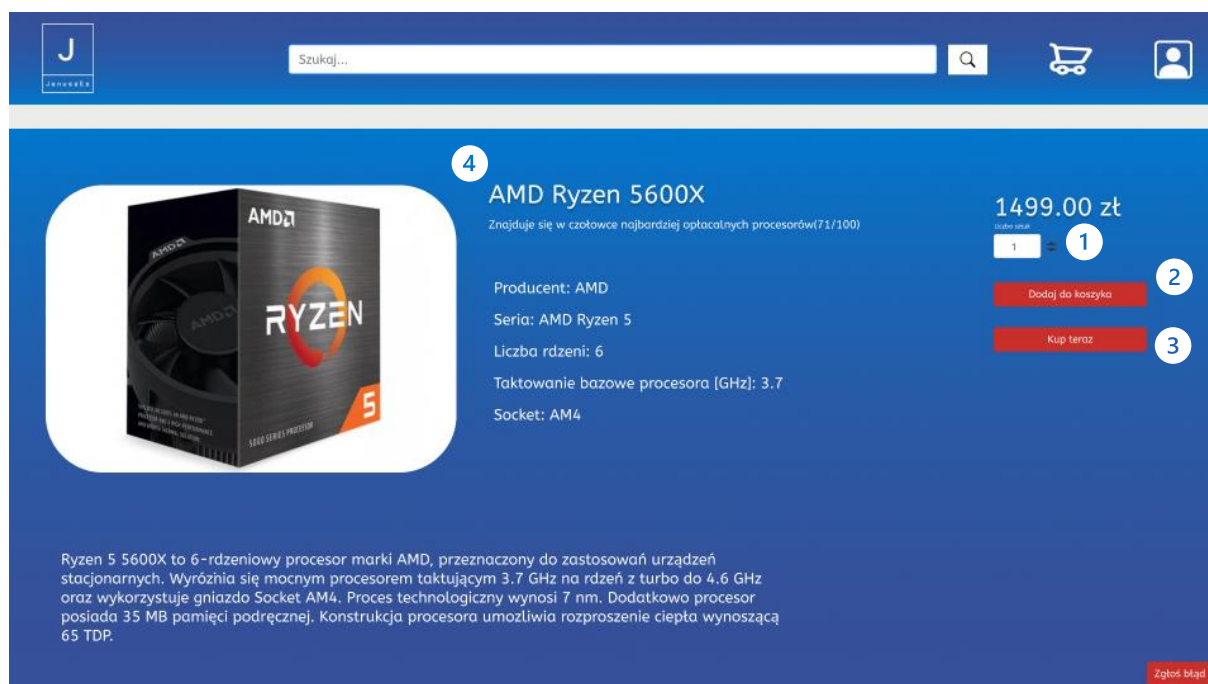 J
JanuszEx
Szukaj...
4
AMD Ryzen 5600X
Znajduje się w czołowce najbardziej opłacalnych procesorów(71/100)
1499.00 zł
Liczba sztuk
1
1
Dodaj do koszyka
2
Kup teraz
3
Producent: AMD
Seria: AMD Ryzen 5
Liczba rdzeni: 6
Taktowanie bazowe procesora [GHz]: 3.7
Socket: AM4
AMD
AMD
AMD
RYZEN
5
5000 SERIES PROCESSOR
Ryzen 5 5600X to 6-rdzeniowy procesor marki AMD, przeznaczony do zastosowań urządzeń
stacjonarnych. Wyróżnia się mocnym procesorem taktującym 3.7 GHz na rdzeń z turbo do 4.6 GHz
oraz wykorzystuje gniazdo Socket AM4. Proces technologiczny wynosi 7 nm. Dodatkowo procesor
posiada 35 MB pamięci podręcznej. Konstrukcja procesora umozliwia rozproszenie ciepła wynoszącą
65 TDP.
Zgłoś błąd